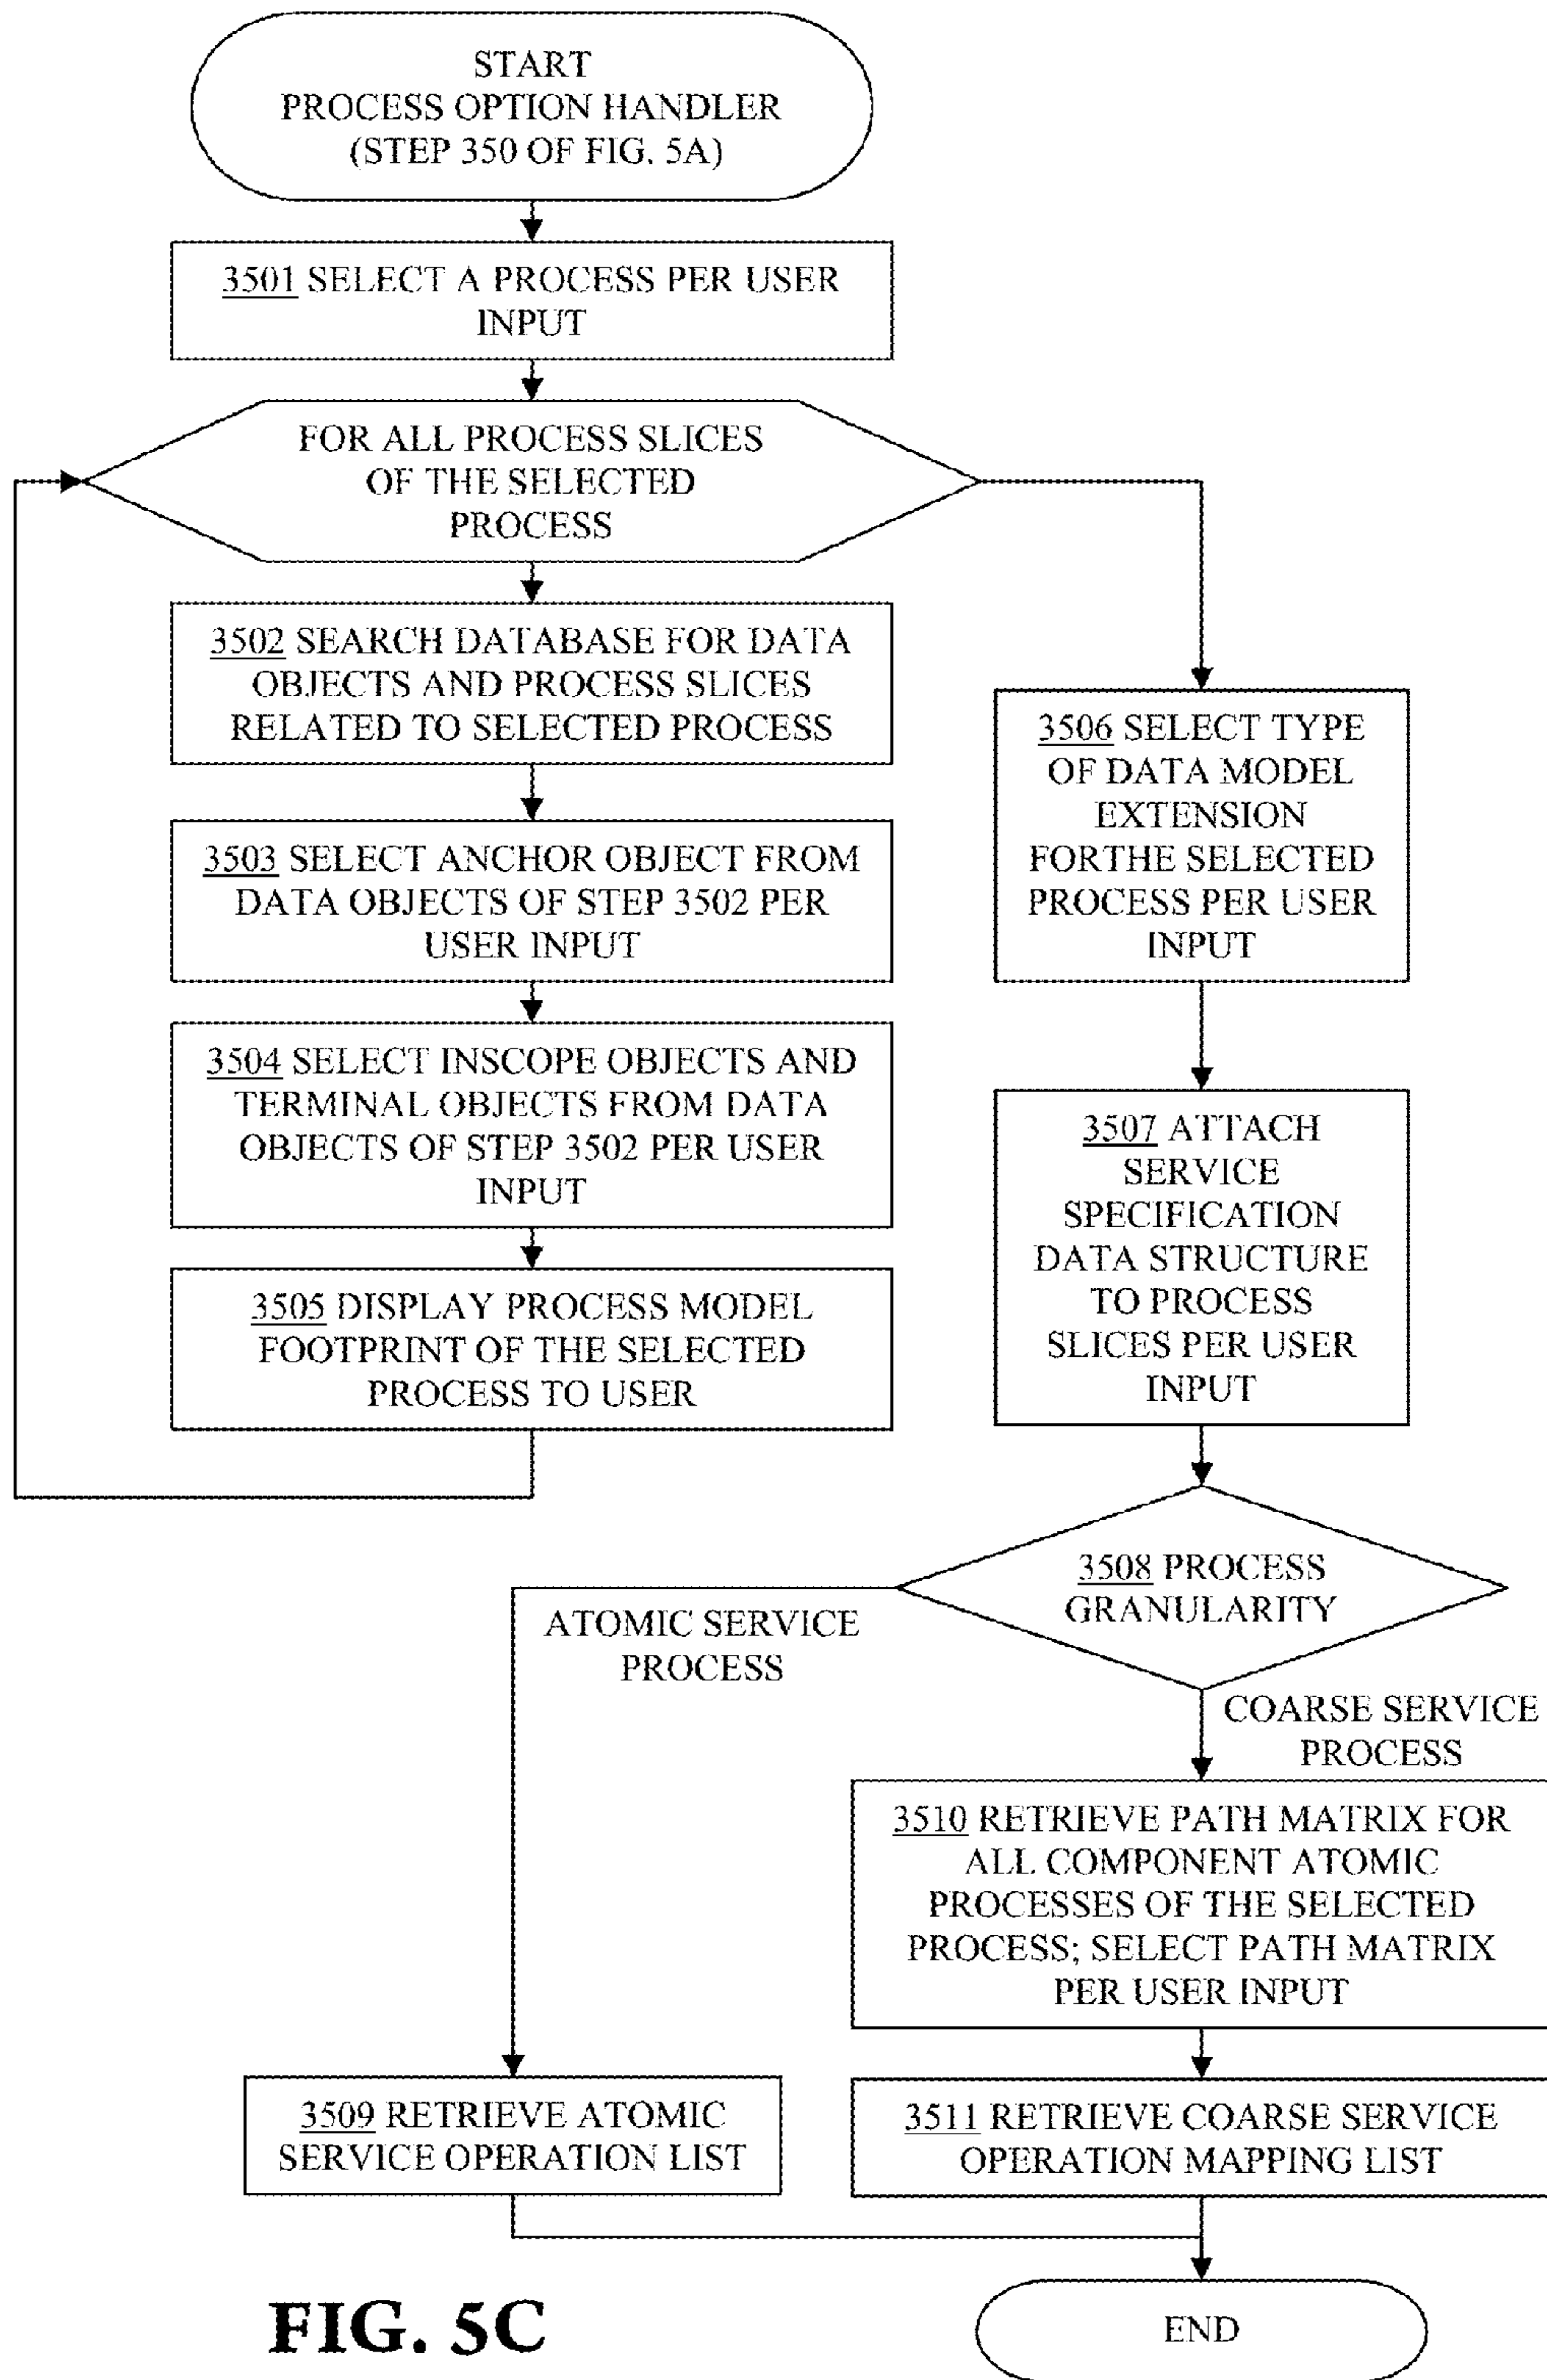 START
PROCESS OPTION HANDLER
(STEP 350 OF FIG. 5A)
3501 SELECT A PROCESS PER USER
INPUT
FOR ALL PROCESS SLICES
OF THE SELECTED
PROCESS
3502 SEARCH DATABASE FOR DATA
OBJECTS AND PROCESS SLICES
RELATED TO SELECTED PROCESS
3503 SELECT ANCHOR OBJECT FROM
DATA OBJECTS OF STEP 3502 PER
USER INPUT
3504 SELECT INSCOPE OBJECTS AND
TERMINAL OBJECTS FROM DATA
OBJECTS OF STEP 3502 PER USER
INPUT
3505 DISPLAY PROCESS MODEL
FOOTPRINT OF THE SELECTED
PROCESS TO USER
3506 SELECT TYPE
OF DATA MODEL
EXTENSION
FORTHE SELECTED
PROCESS PER USER
INPUT
3507 ATTACH
SERVICE
SPECIFICATION
DATA STRUCTURE
TO PROCESS
SLICES PER USER
INPUT
3508 PROCESS
GRANULARITY
ATOMIC SERVICE
PROCESS
COARSE SERVICE
PROCESS
3510 RETRIEVE PATH MATRIX FOR
ALL COMPONENT ATOMIC
PROCESSES OF THE SELECTED
PROCESS; SELECT PATH MATRIX
PER USER INPUT
3509 RETRIEVE ATOMIC
SERVICE OPERATION LIST
3511 RETRIEVE COARSE SERVICE
OPERATION MAPPING LIST
END
FIG. 5C